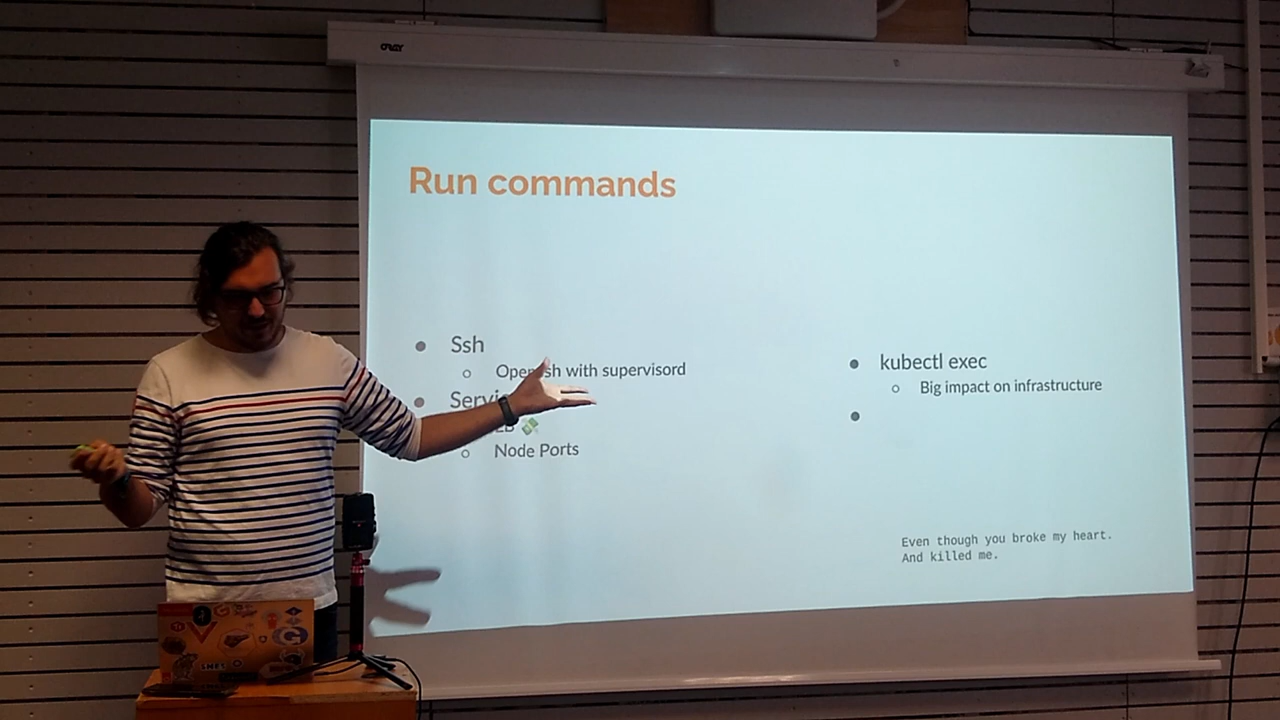 ORAY
Run commands
Ssh
with supervisord
Node Ports
kubectl exec
Big impact on infrastructure
Even though you broke my heart.
And killed me.